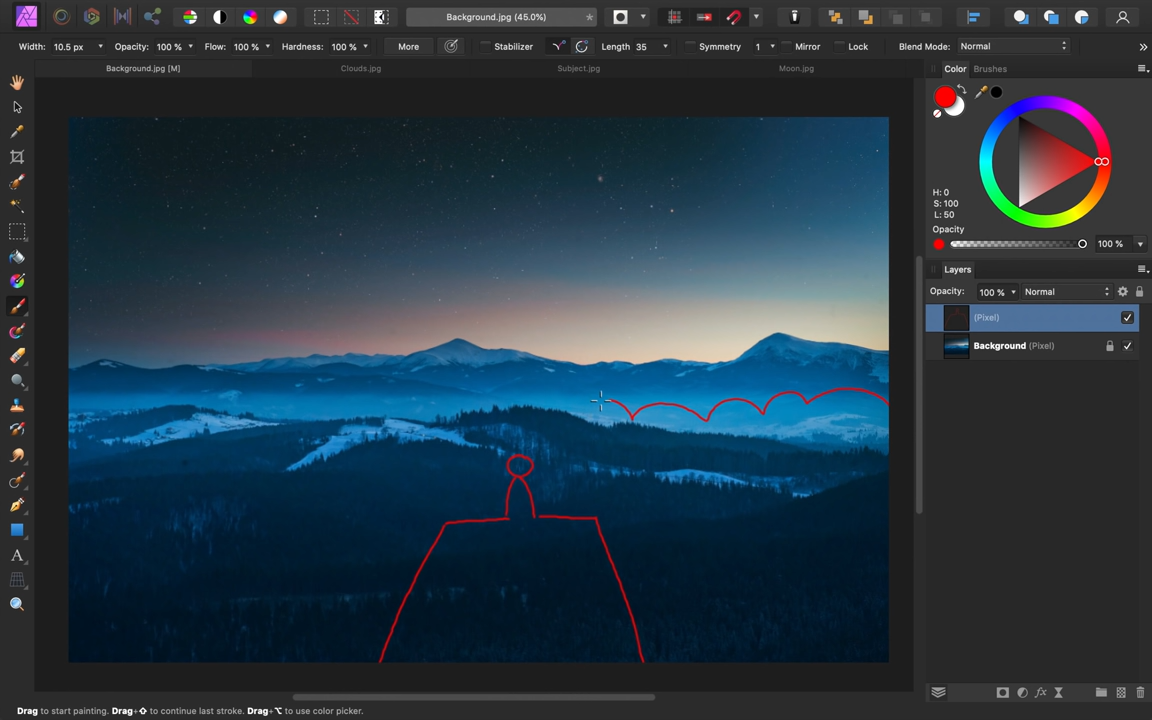 Background.jpg (45.0%)
Width: 10.5 px Opacity: 100 % Flow: 100 % Hardness: 100 % More Stabilizer Length 35 Symmetry 1 Mirror Lock Blend Mode: Normal
Background.jpg [M] Clouds.jpg Subject.jpg Moon.jpg
Color Brushes
H: 0
S: 100
L: 50
Opacity
100 %
Layers
Opacity: 100 % Normal
(Pixel)
Background (Pixel)
A
fx
Drag to start painting. Drag+⇧ to continue last stroke. Drag+⌥ to use color picker.